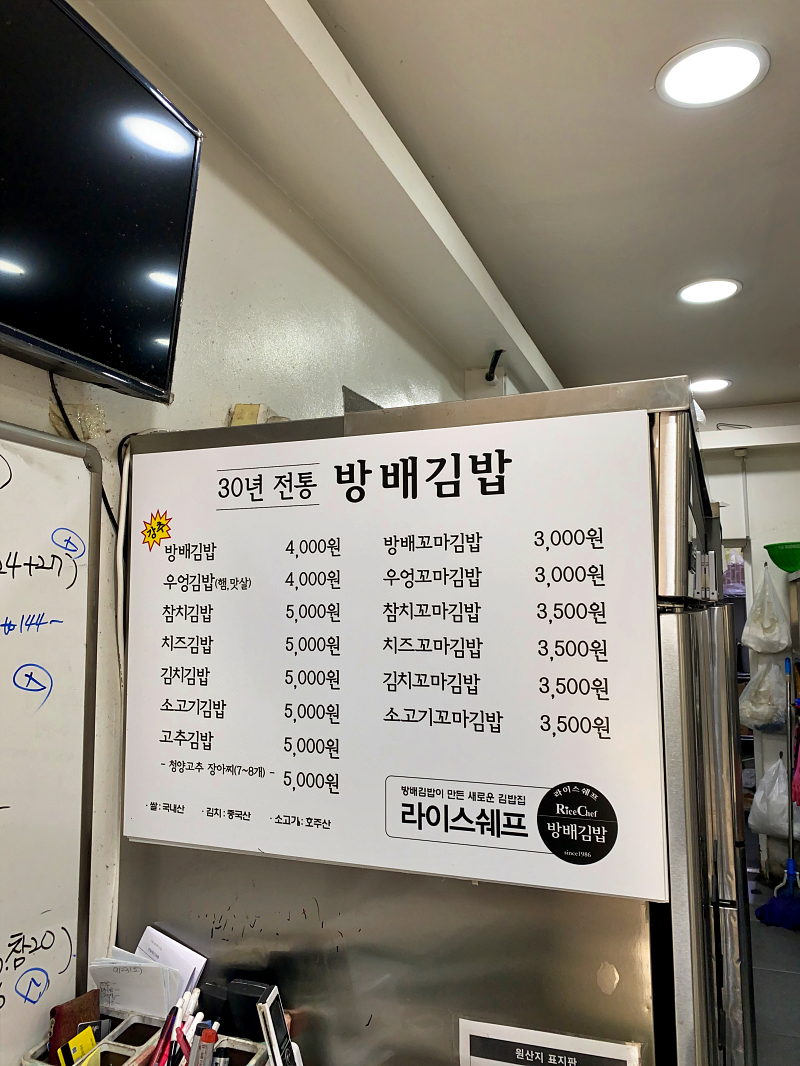 30년 전통 방배김밥
강추
방배김밥 4,000원
우엉김밥(햄,맛살) 4,000원
참치김밥 5,000원
치즈김밥 5,000원
김치김밥 5,000원
소고기김밥 5,000원
고추김밥 5,000원
- 청양고추 장아찌(7~8개) - 5,000원
방배꼬마김밥 3,000원
우엉꼬마김밥 3,000원
참치꼬마김밥 3,500원
치즈꼬마김밥 3,500원
김치꼬마김밥 3,500원
소고기꼬마김밥 3,500원
· 쌀 : 국내산 · 김치 : 중국산 · 소고기 : 호주산
방배김밥이 만든 새로운 김밥집
라이스쉐프
라이스쉐프
RiceChef
방배김밥
since1986
24+27)
144~
참20)
원산지 표지판